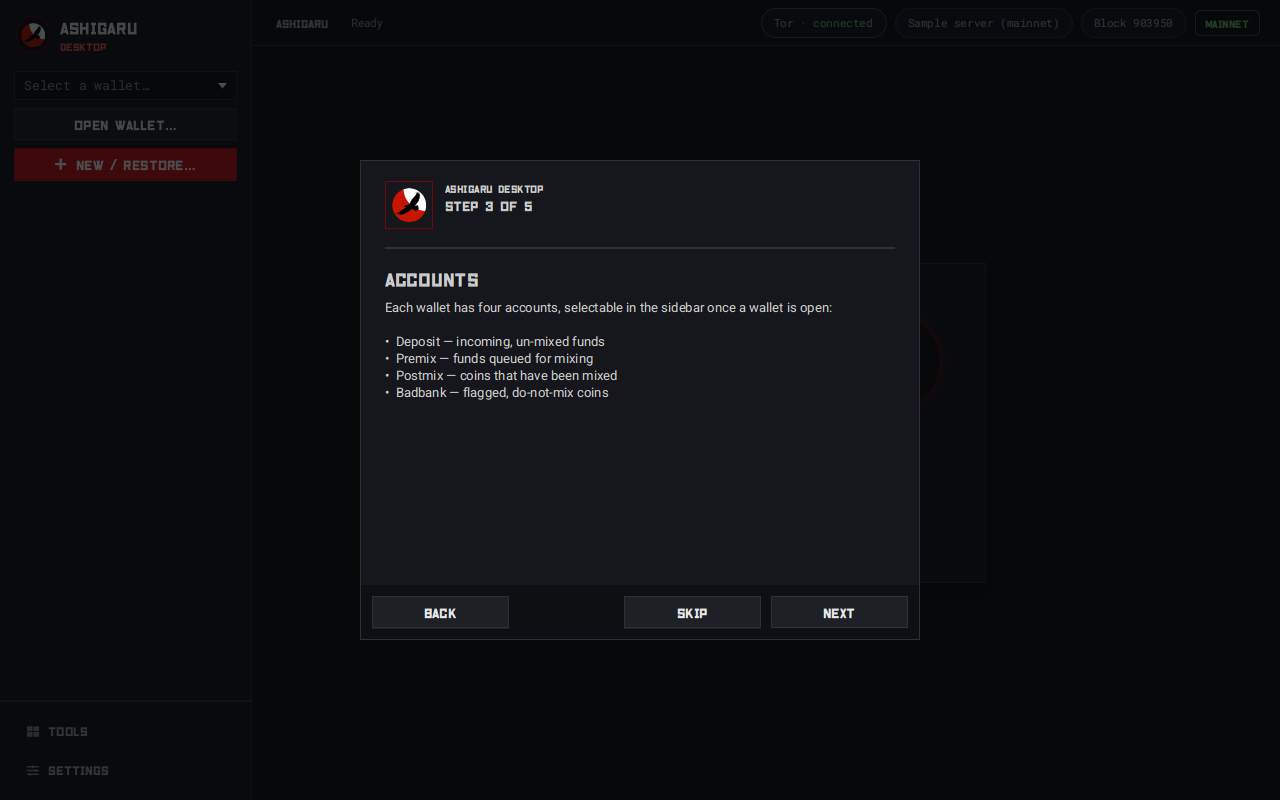 ASHIGARU
DESKTOP
Select a wallet…
OPEN WALLET...
+ NEW / RESTORE...
TOOLS
SETTINGS
ASHIGARU Ready Tor · connected Sample server (mainnet) Block 903950 MAINNET
ASHIGARU DESKTOP
STEP 3 OF 5
ACCOUNTS
Each wallet has four accounts, selectable in the sidebar once a wallet is open:
• Deposit — incoming, un-mixed funds
• Premix — funds queued for mixing
• Postmix — coins that have been mixed
• Badbank — flagged, do-not-mix coins
BACK SKIP NEXT